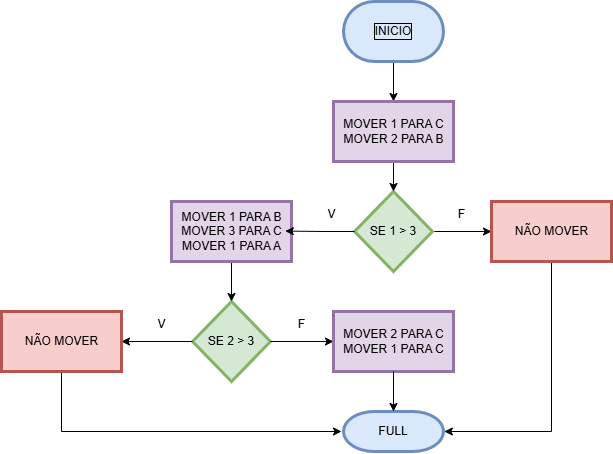 INICIO
MOVER 1 PARA C
MOVER 2 PARA B
SE 1 > 3
V
F
MOVER 1 PARA B
MOVER 3 PARA C
MOVER 1 PARA A
NÃO MOVER
SE 2 > 3
V
F
NÃO MOVER
MOVER 2 PARA C
MOVER 1 PARA C
FULL